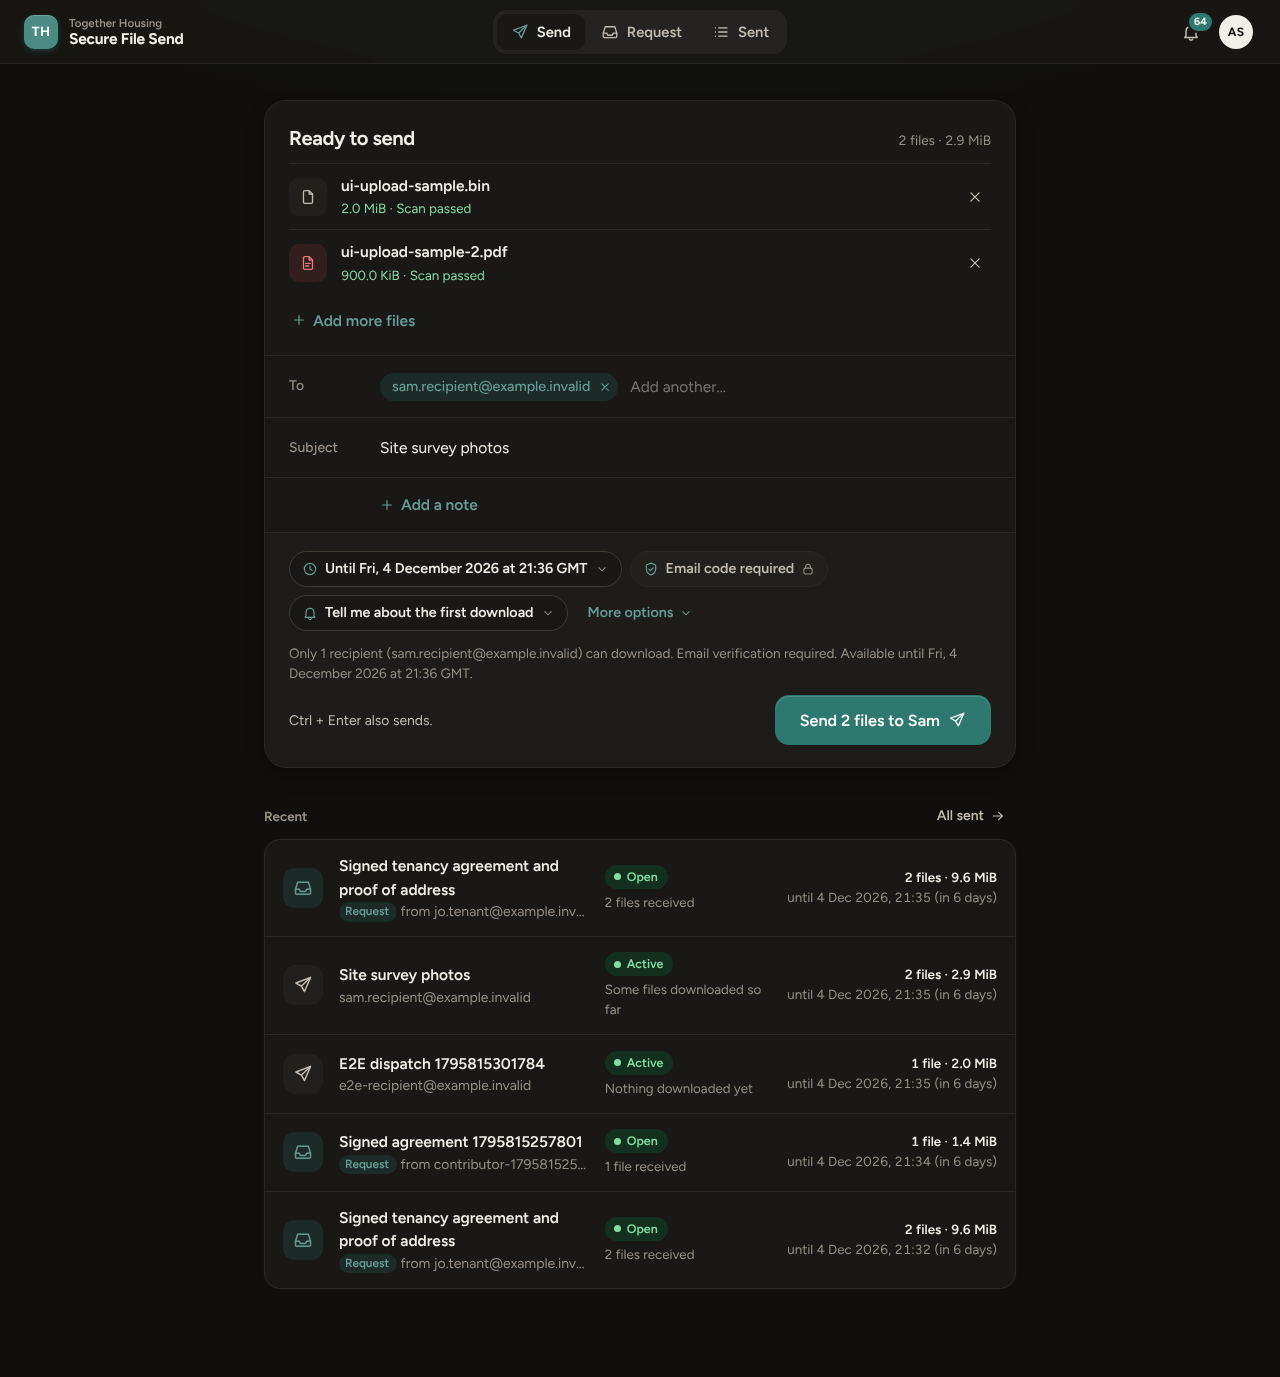 TH
Together Housing
Secure File Send
Send
Request
Sent
64
AS
Ready to send
2 files · 2.9 MiB
ui-upload-sample.bin
2.0 MiB · Scan passed
ui-upload-sample-2.pdf
900.0 KiB · Scan passed
Add more files
To
sam.recipient@example.invalid
Add another...
Subject
Site survey photos
Add a note
Until Fri, 4 December 2026 at 21:36 GMT
Email code required
Tell me about the first download
More options
Only 1 recipient (sam.recipient@example.invalid) can download. Email verification required. Available until Fri, 4
December 2026 at 21:36 GMT.
Ctrl + Enter also sends.
Send 2 files to Sam
Recent
All sent
Signed tenancy agreement and
proof of address
Request from jo.tenant@example.inv...
Open
2 files received
2 files · 9.6 MiB
until 4 Dec 2026, 21:35 (in 6 days)
Site survey photos
sam.recipient@example.invalid
Active
Some files downloaded so
far
2 files · 2.9 MiB
until 4 Dec 2026, 21:35 (in 6 days)
E2E dispatch 1795815301784
e2e-recipient@example.invalid
Active
Nothing downloaded yet
1 file · 2.0 MiB
until 4 Dec 2026, 21:35 (in 6 days)
Signed agreement 1795815257801
Request from contributor-179581525...
Open
1 file received
1 file · 1.4 MiB
until 4 Dec 2026, 21:34 (in 6 days)
Signed tenancy agreement and
proof of address
Request from jo.tenant@example.inv...
Open
2 files received
2 files · 9.6 MiB
until 4 Dec 2026, 21:32 (in 6 days)